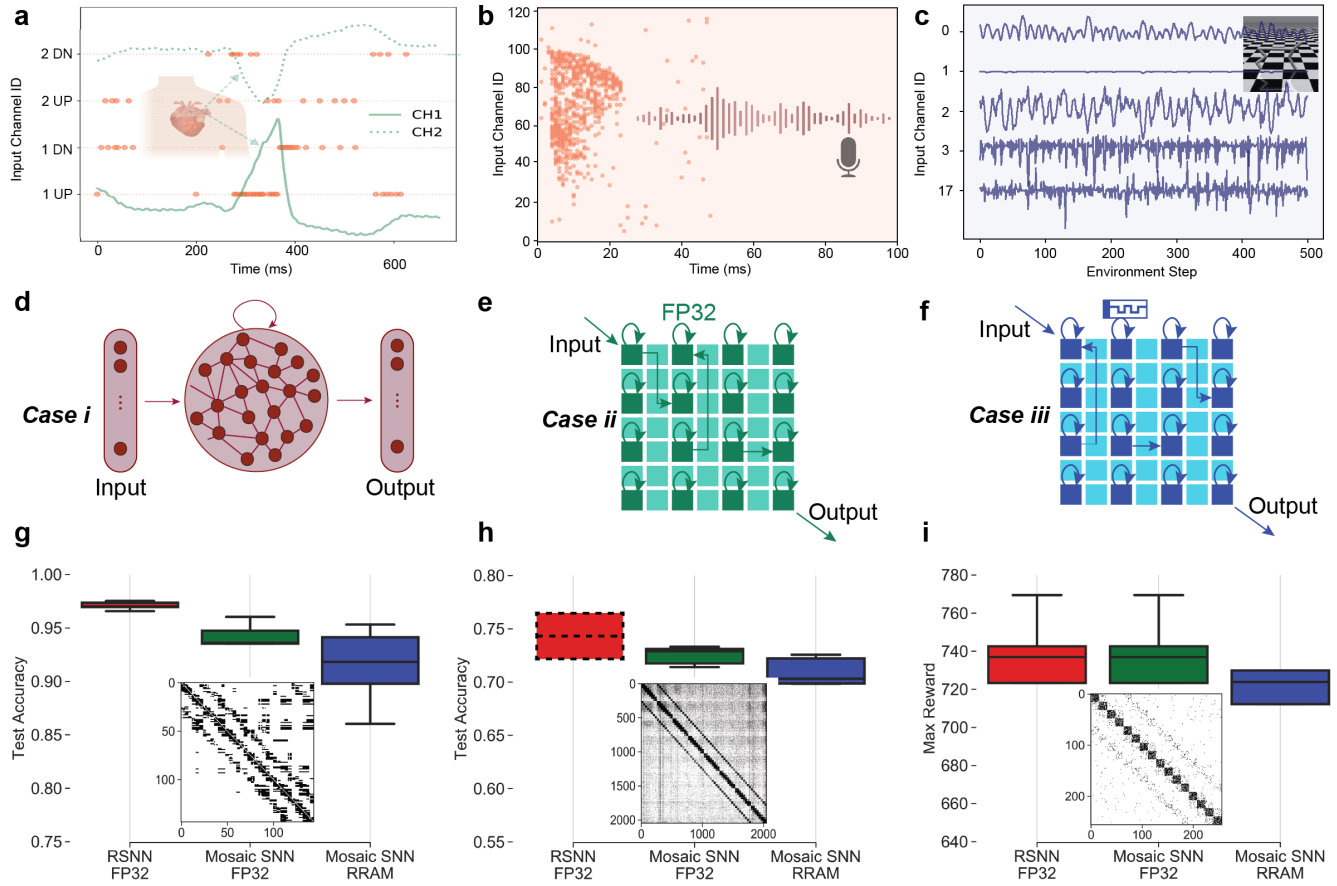 a
Input Channel ID
2 DN
2 UP
1 DN
1 UP
CH1
CH2
0
200
400
600
Time (ms)
b
Input Channel ID
120
100
80
60
40
20
0
0
20
40
60
80
100
Time (ms)
c
Input Channel ID
0
1
2
3
17
0
100
200
300
400
500
Environment Step
d
Case i
Input
Output
e
FP32
Input
Case ii
Output
f
Input
Case iii
Output
g
Test Accuracy
1.00
0.95
0.90
0.85
0.80
0.75
0
50
100
0
50
100
RSNN
FP32
Mosaic SNN
FP32
Mosaic SNN
RRAM
h
Test Accuracy
0.80
0.75
0.70
0.65
0.60
0.55
0
500
1000
1500
2000
0
1000
2000
RSNN
FP32
Mosaic SNN
FP32
Mosaic SNN
RRAM
i
Max Reward
780
760
740
720
700
680
660
640
0
100
200
0
100
200
RSNN
FP32
Mosaic SNN
FP32
Mosaic SNN
RRAM